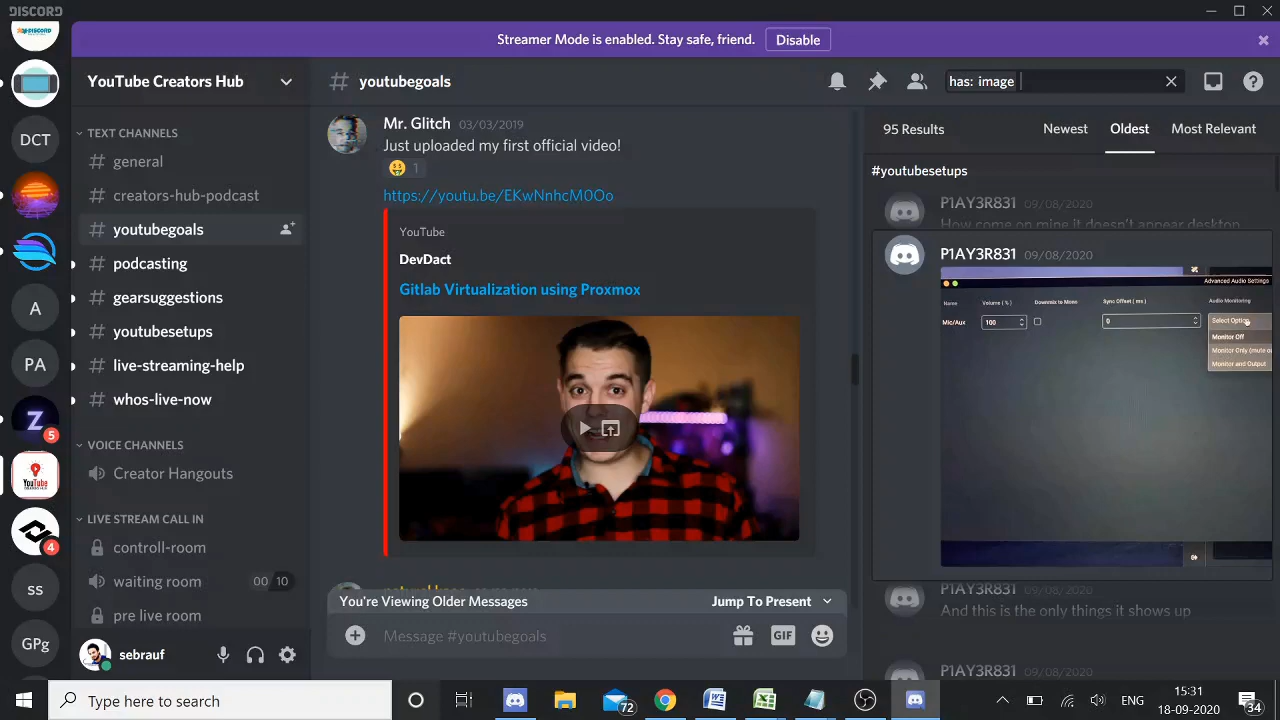 DISCORD
DISCORD
Streamer Mode is enabled. Stay safe, friend.
Disable
YouTube Creators Hub
# youtubegoals
has: image
TEXT CHANNELS
# general
# creators-hub-podcast
# youtubegoals
# podcasting
# gearsuggestions
# youtubesetups
# live-streaming-help
# whos-live-now
VOICE CHANNELS
Creator Hangouts
LIVE STREAM CALL IN
controll-room
waiting room 00 / 10
pre live room
DCT
A
PA
Z
5
YouTube
4
ss
GPg
sebrauf
Mr. Glitch 03/03/2019
Just uploaded my first official video!
1
https://youtu.be/EKwNnhcM0Oo
YouTube
DevDact
Gitlab Virtualization using Proxmox
You're Viewing Older Messages
Jump To Present
Message #youtubegoals
GIF
95 Results
Newest
Oldest
Most Relevant
#youtubesetups
P1AY3R831 09/08/2020
How come on mine it doesn't appear desktop
P1AY3R831 09/08/2020
Advanced Audio Settings
Name
Volume ( % )
Downmix to Mono
Sync Offset ( ms )
Audio Monitoring
Mic/Aux
100
0
Select Option
Monitor Off
Monitor Only (mute o
Monitor and Output
P1AY3R831 09/08/2020
And this is the only things it shows up
P1AY3R831 09/08/2020
Type here to search
72
ENG
15:31
18-09-2020
34